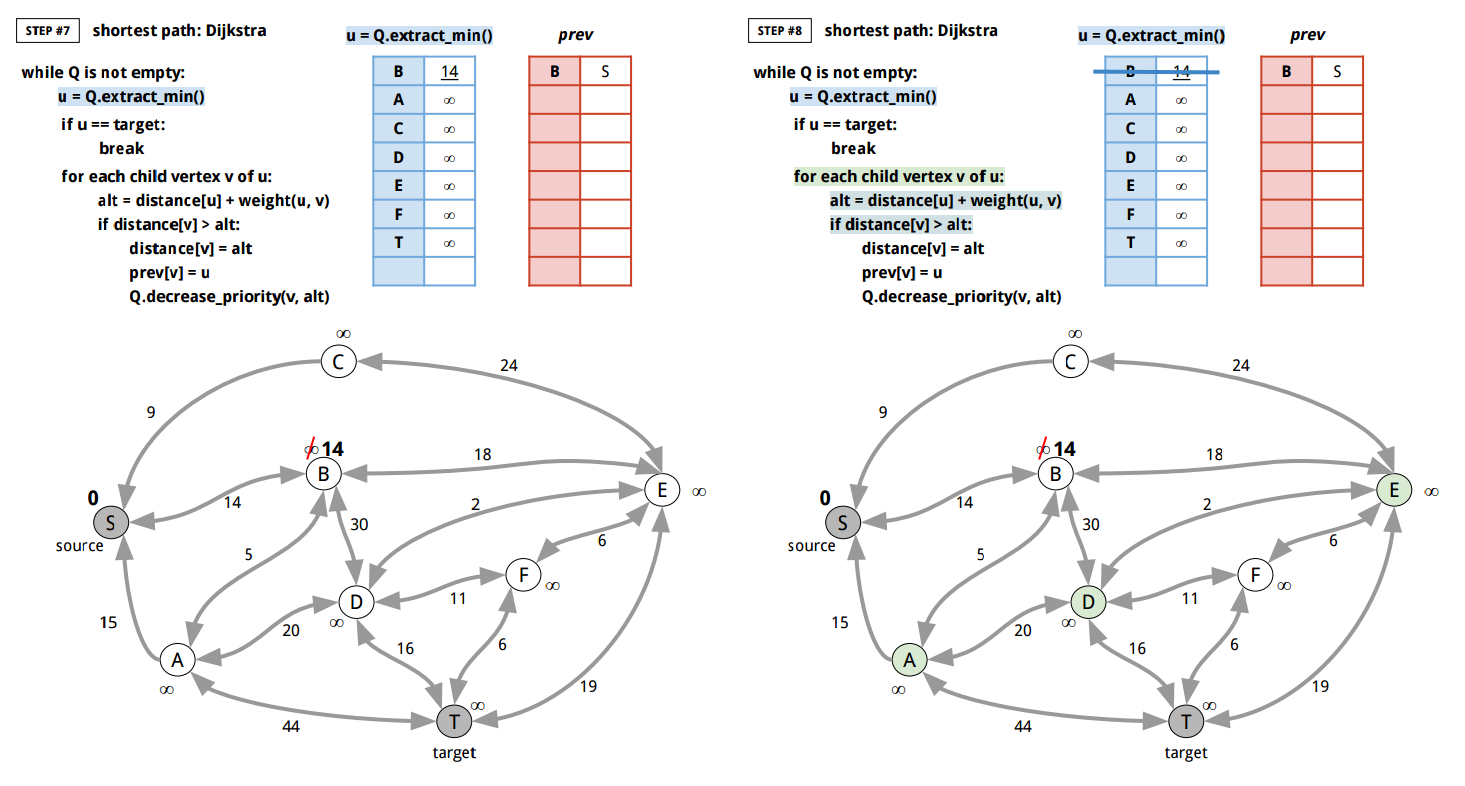 STEP #7 shortest path: Dijkstra
u = Q.extract_min()
prev
while Q is not empty:
u = Q.extract_min()
if u == target:
break
for each child vertex v of u:
alt = distance[u] + weight(u, v)
if distance[v] > alt:
distance[v] = alt
prev[v] = u
Q.decrease_priority(v, alt)
B 14
A ∞
C ∞
D ∞
E ∞
F ∞
T ∞
B S
∞
C
24
9
∞ 14
B
18
0
S
source
14
30
2
E ∞
5
6
F ∞
D
∞
11
15
20
16
6
A
∞
19
∞
T
target
44
STEP #8 shortest path: Dijkstra
u = Q.extract_min()
prev
while Q is not empty:
u = Q.extract_min()
if u == target:
break
for each child vertex v of u:
alt = distance[u] + weight(u, v)
if distance[v] > alt:
distance[v] = alt
prev[v] = u
Q.decrease_priority(v, alt)
B 14
A ∞
C ∞
D ∞
E ∞
F ∞
T ∞
B S
∞
C
24
9
∞ 14
B
18
0
S
source
14
30
2
E ∞
5
6
F ∞
D
∞
11
15
20
16
6
A
∞
19
∞
T
target
44